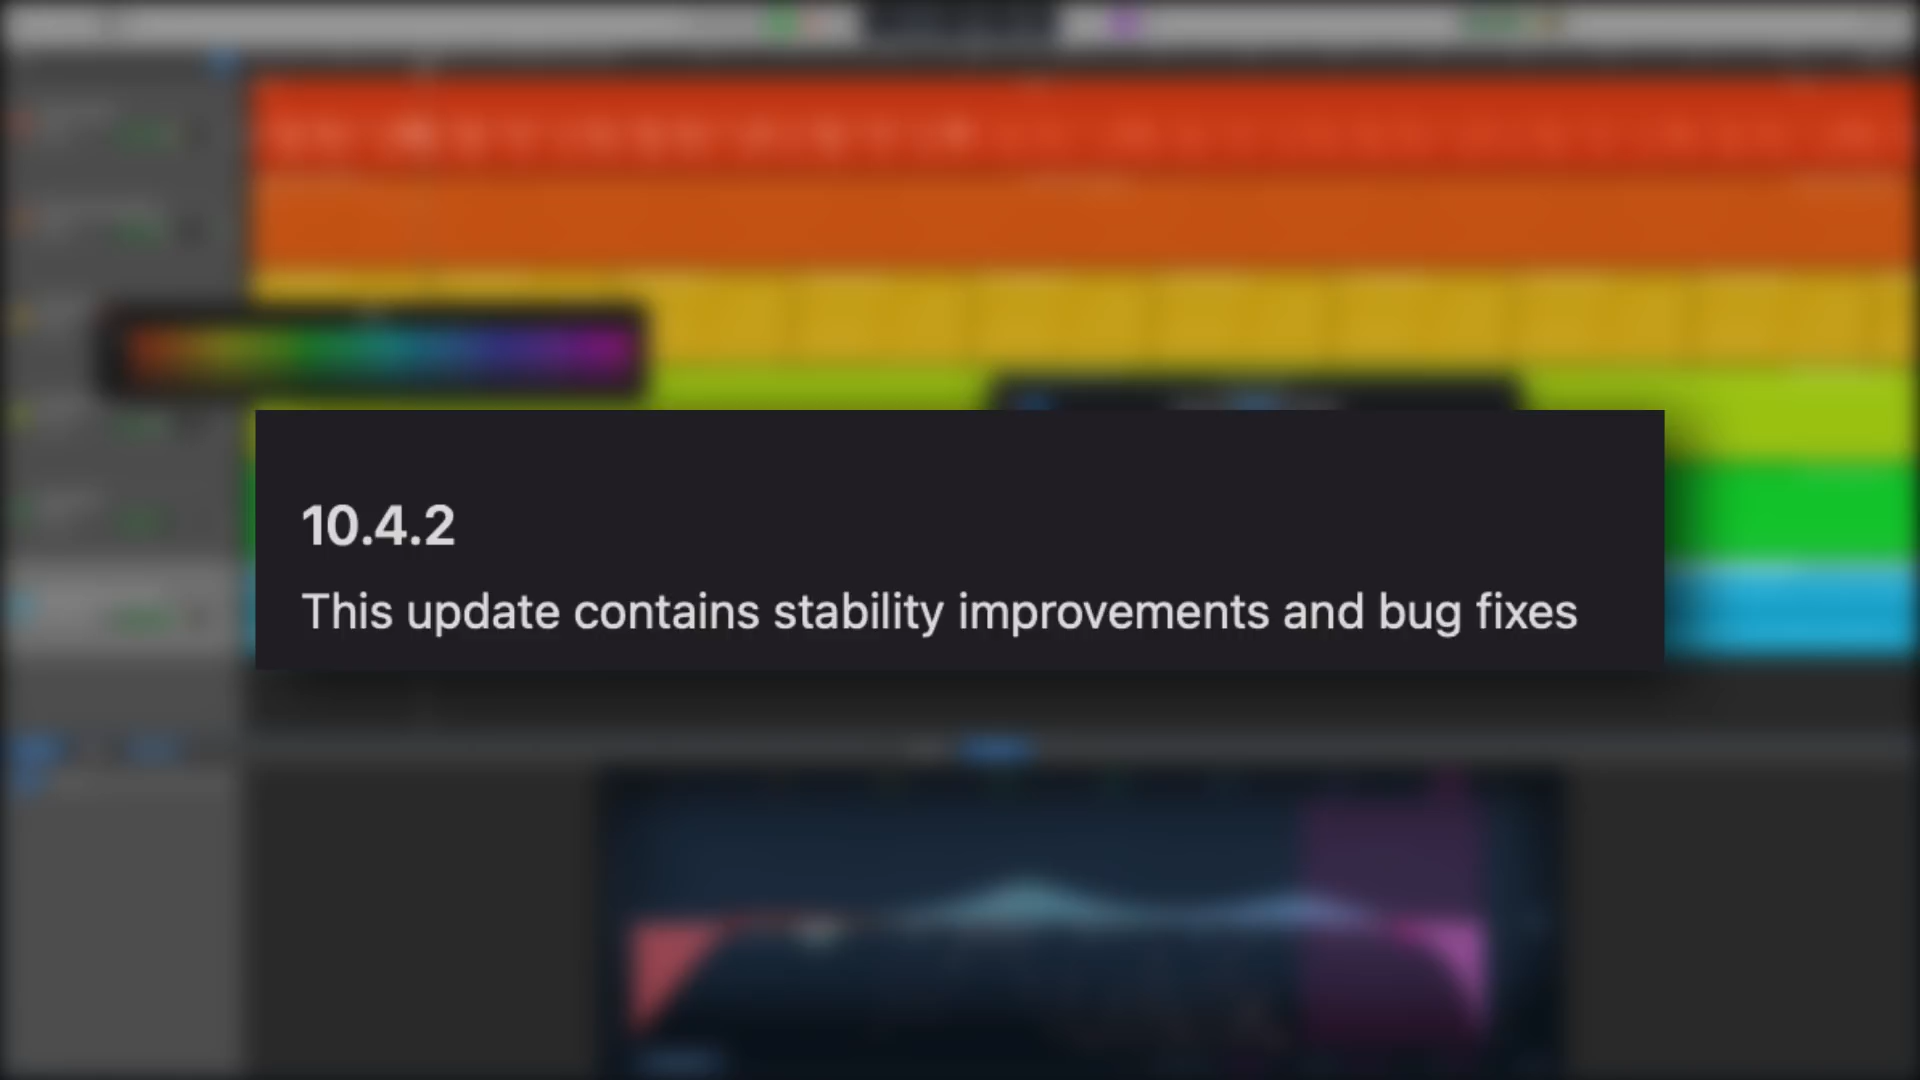 10.4.2
This update contains stability improvements and bug fixes